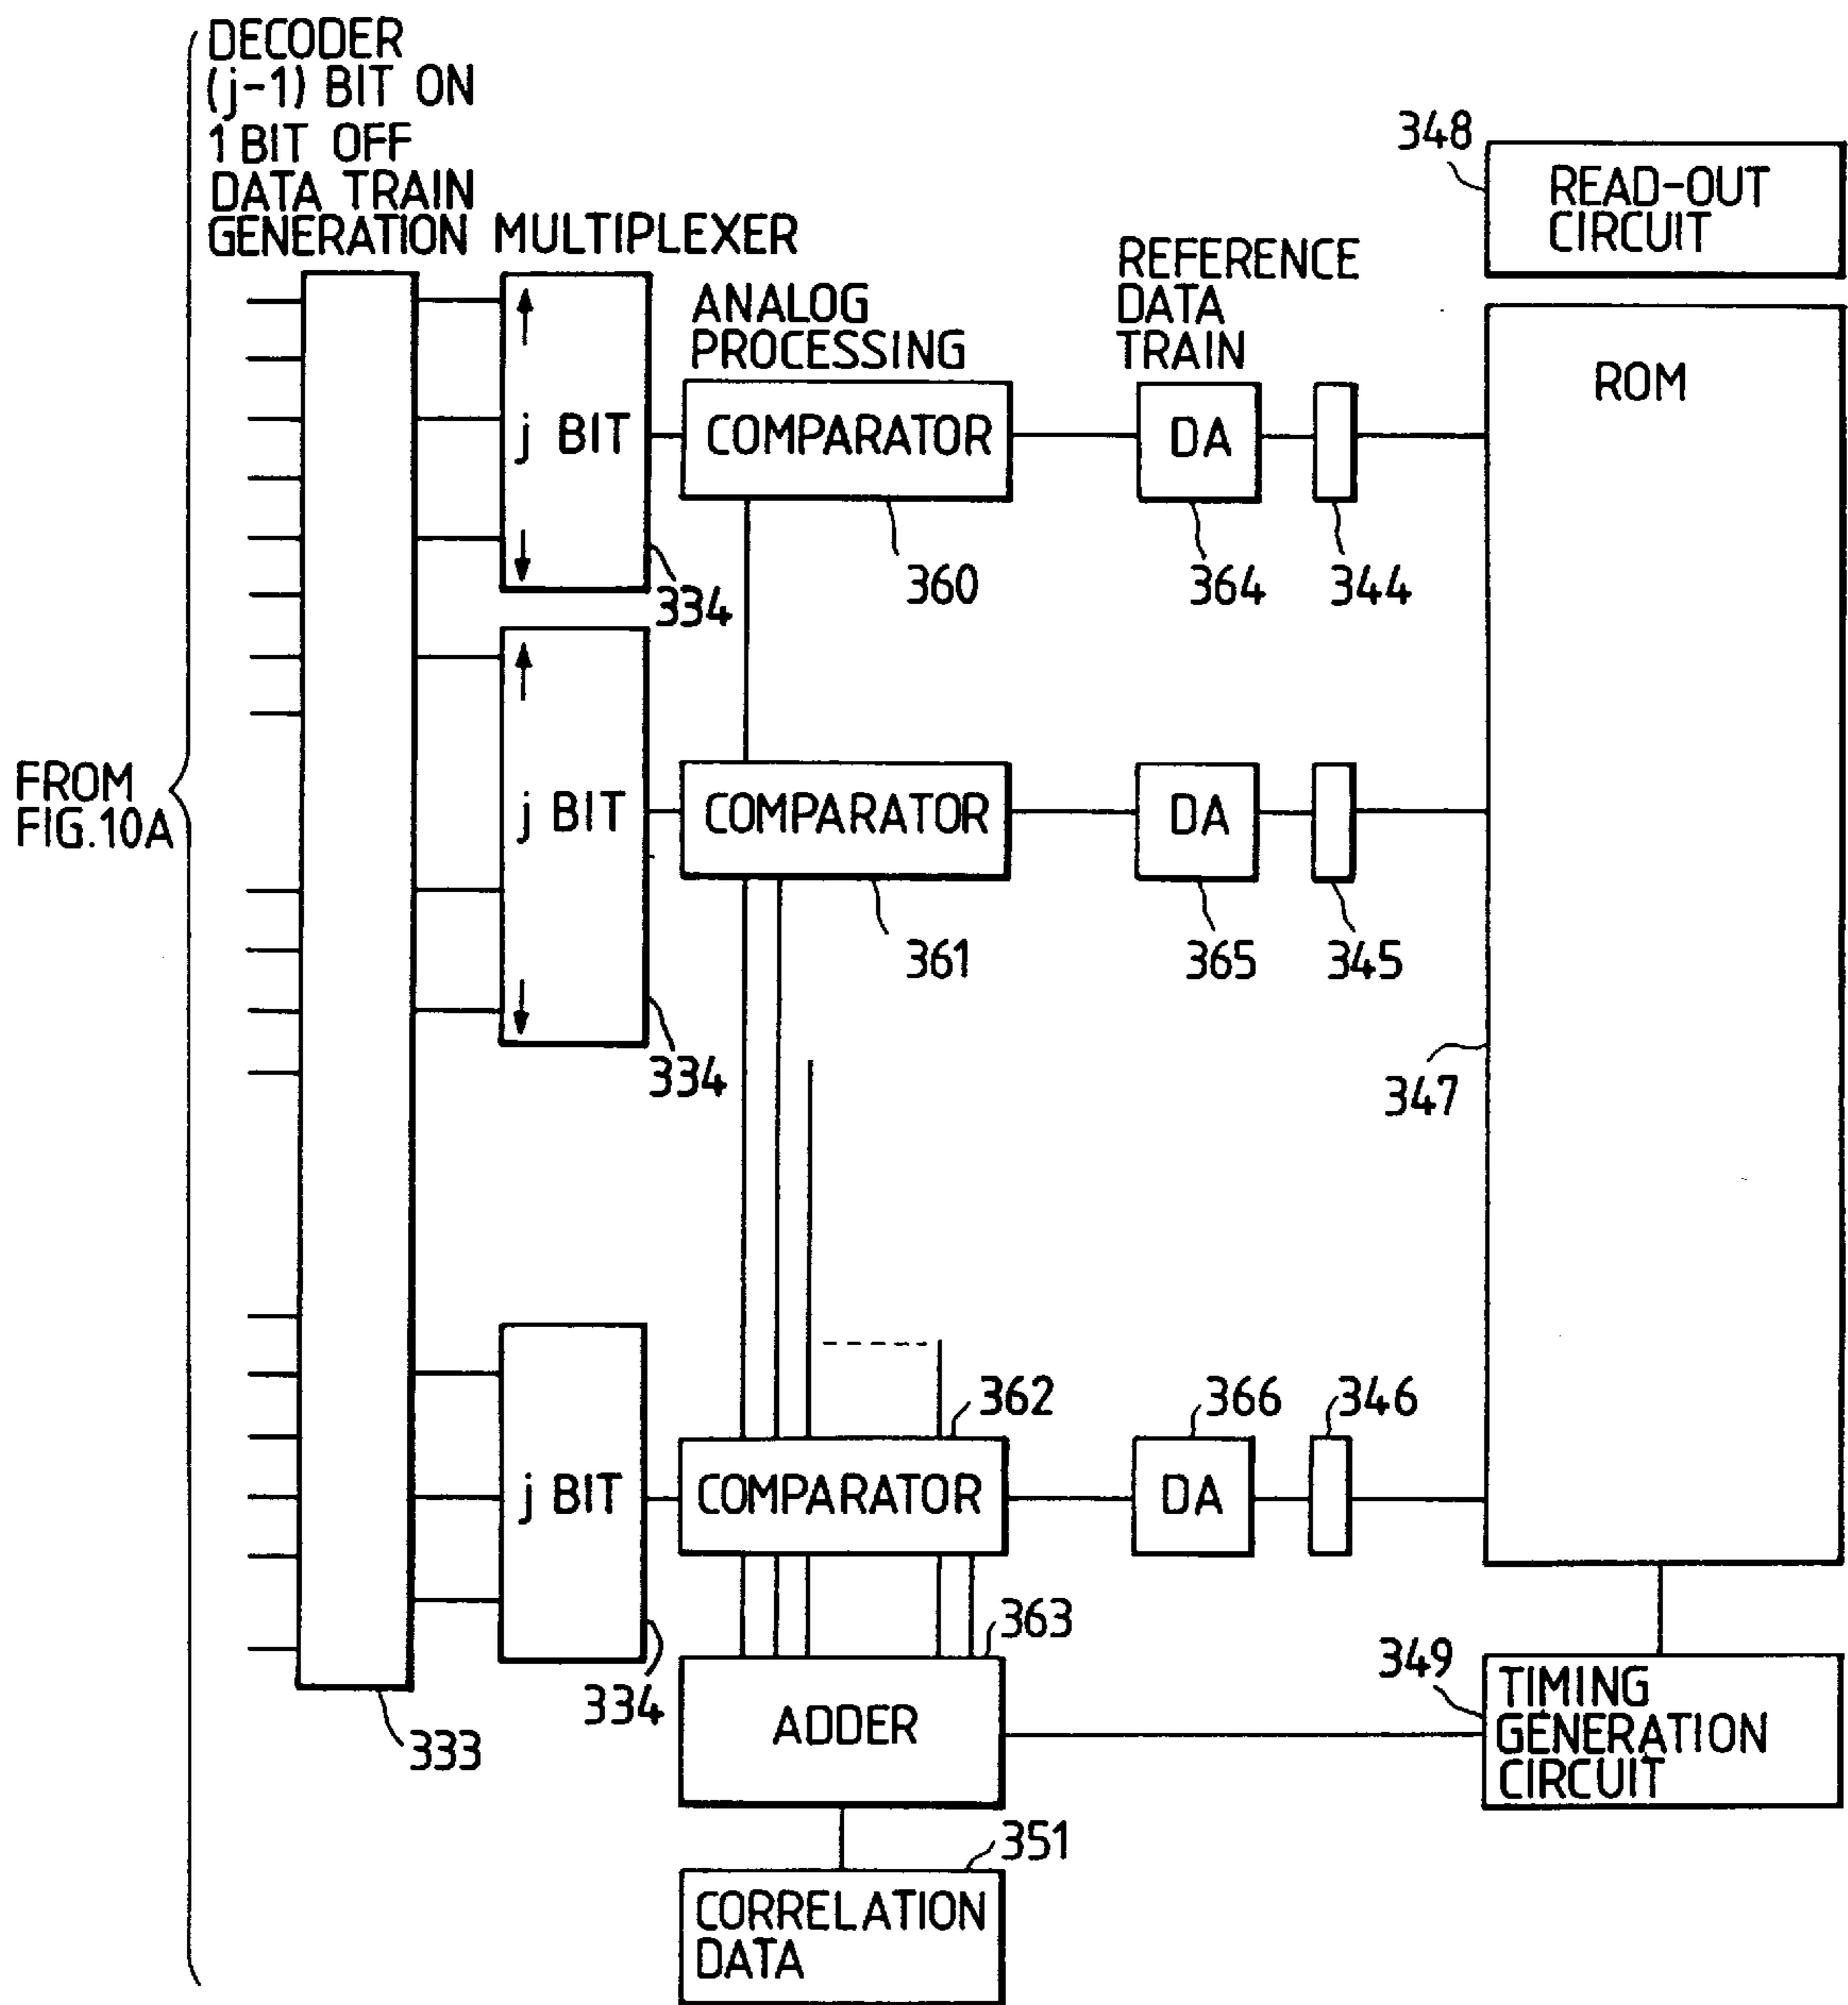 DECODER
(j-1) BIT ON
1 BIT OFF
DATA TRAIN
GENERATION
MULTIPLEXER
ANALOG
PROCESSING
REFERENCE
DATA
TRAIN
348
READ-OUT
CIRCUIT
ROM
j BIT
COMPARATOR
DA
334
360
364
344
FROM
FIG.10A
j BIT
COMPARATOR
DA
361
365
345
334
347
362
366
346
j BIT
COMPARATOR
DA
363
334
333
ADDER
349
TIMING
GENERATION
CIRCUIT
351
CORRELATION
DATA